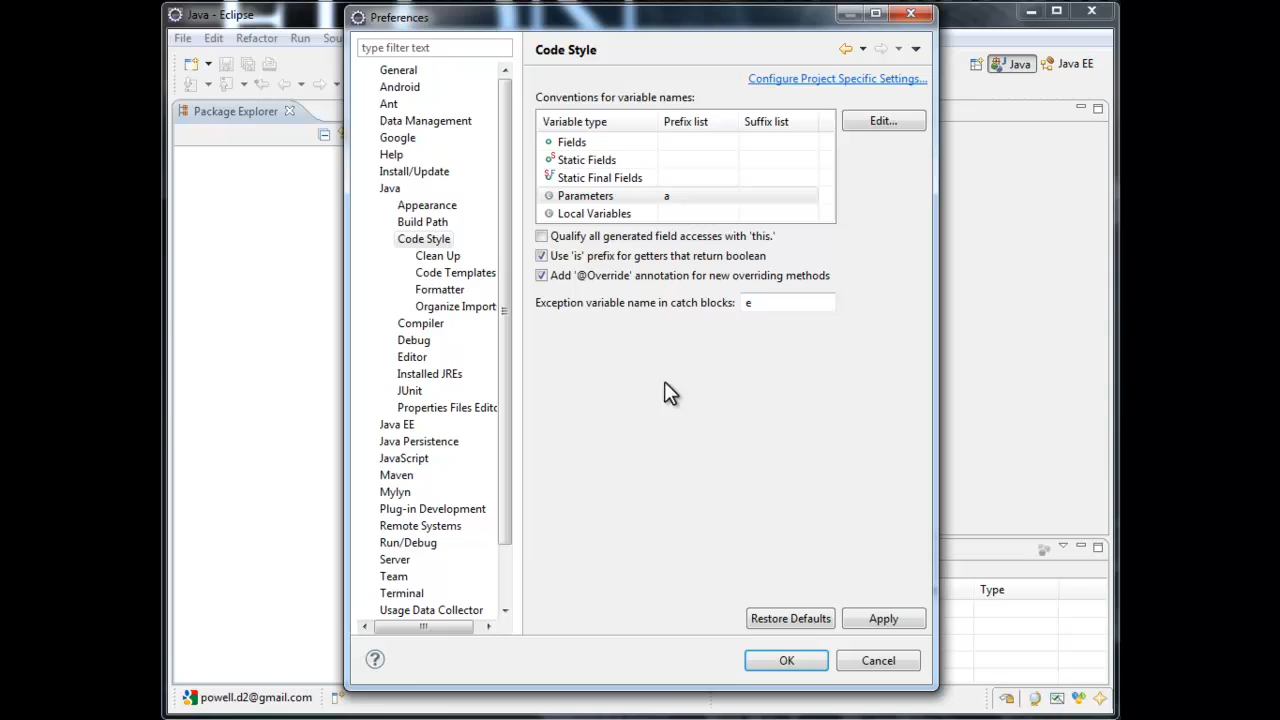 Java - Eclipse
Preferences
File Edit Refactor Run Sou
type filter text
Code Style
General
Android
Ant
Data Management
Google
Help
Install/Update
Java
Appearance
Build Path
Code Style
Clean Up
Code Templates
Formatter
Organize Import
Compiler
Debug
Editor
Installed JREs
JUnit
Properties Files Edito
Java EE
Java Persistence
JavaScript
Maven
Mylyn
Plug-in Development
Remote Systems
Run/Debug
Server
Team
Terminal
Usage Data Collector
Configure Project Specific Settings...
Conventions for variable names:
Variable type Prefix list Suffix list
Edit...
Fields
Static Fields
Static Final Fields
Parameters a
Local Variables
Qualify all generated field accesses with 'this.'
Use 'is' prefix for getters that return boolean
Add '@Override' annotation for new overriding methods
Exception variable name in catch blocks: e
Restore Defaults Apply
OK Cancel
Package Explorer
Java Java EE
Type
powell.d2@gmail.com